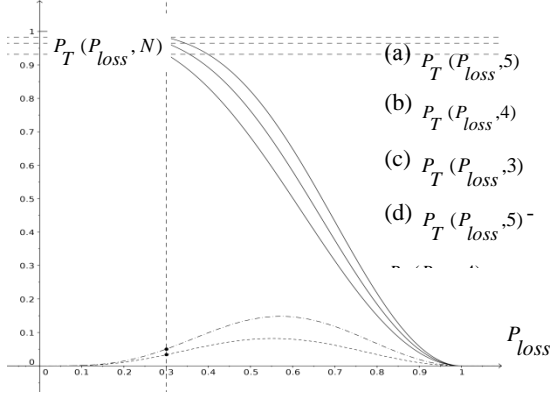 1
P_T (P_loss, N)
0.9
0.8
0.7
0.6
0.5
0.4
0.3
0.2
0.1
0
(a) P_T (P_loss,5)
(b) P_T (P_loss,4)
(c) P_T (P_loss,3)
(d) P_T (P_loss,5) -
P_loss
0 0.1 0.2 0.3 0.4 0.5 0.6 0.7 0.8 0.9 1